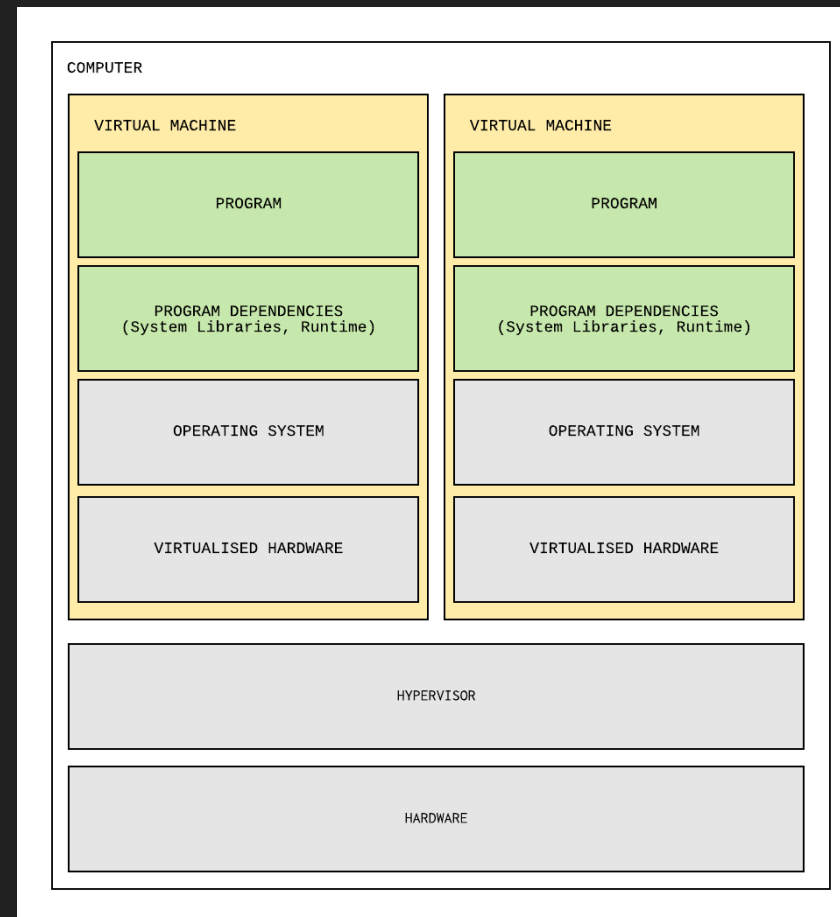 COMPUTER
VIRTUAL MACHINE
PROGRAM
PROGRAM DEPENDENCIES
(System Libraries, Runtime)
OPERATING SYSTEM
VIRTUALISED HARDWARE
VIRTUAL MACHINE
PROGRAM
PROGRAM DEPENDENCIES
(System Libraries, Runtime)
OPERATING SYSTEM
VIRTUALISED HARDWARE
HYPERVISOR
HARDWARE